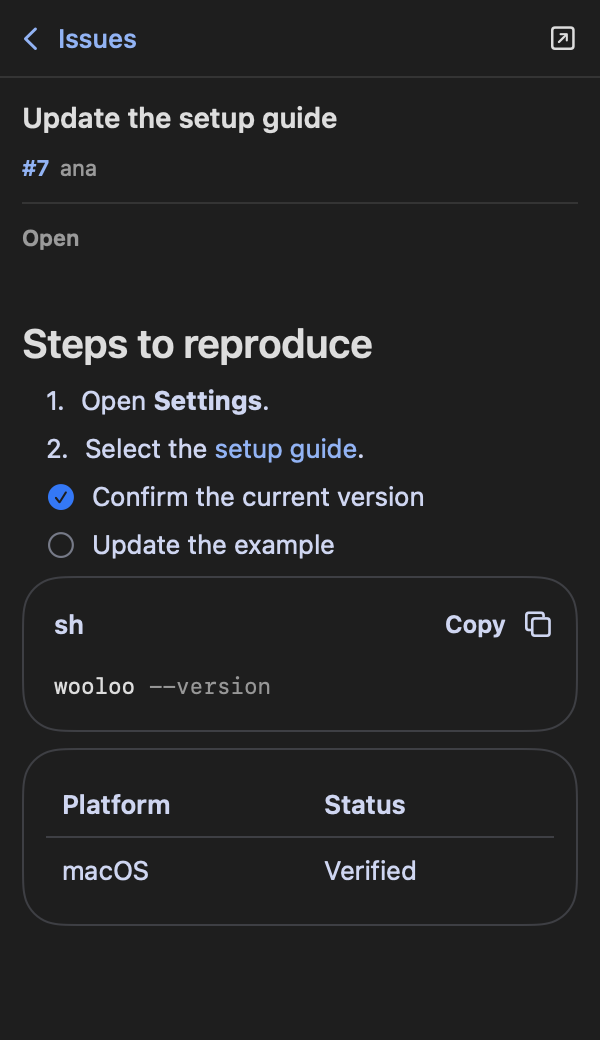 Issues
Update the setup guide
#7 ana
Open
Steps to reproduce
1. Open Settings.
2. Select the setup guide.
Confirm the current version
Update the example
sh Copy
wooloo --version
Platform Status
macOS Verified